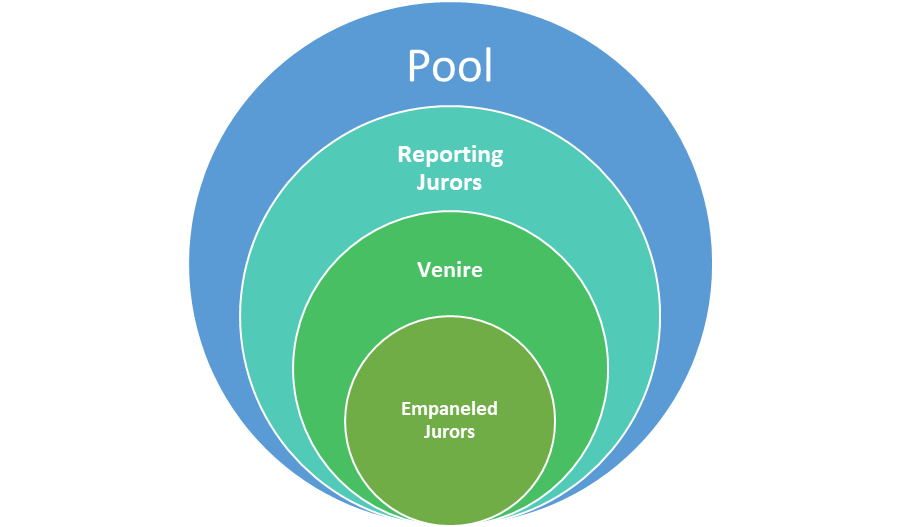 Pool
Reporting
Jurors
Venire
Empaneled
Jurors